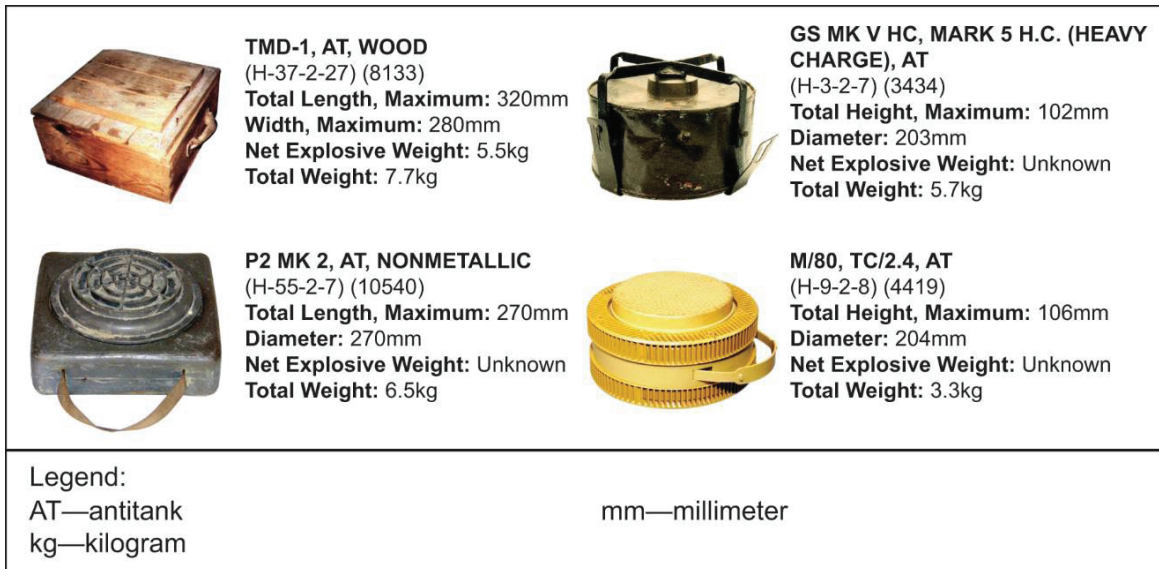 TMD-1, AT, WOOD
(H-37-2-27) (8133)
Total Length, Maximum: 320mm
Width, Maximum: 280mm
Net Explosive Weight: 5.5kg
Total Weight: 7.7kg
GS MK V HC, MARK 5 H.C. (HEAVY
CHARGE), AT
(H-3-2-7) (3434)
Total Height, Maximum: 102mm
Diameter: 203mm
Net Explosive Weight: Unknown
Total Weight: 5.7kg
P2 MK 2, AT, NONMETALLIC
(H-55-2-7) (10540)
Total Length, Maximum: 270mm
Diameter: 270mm
Net Explosive Weight: Unknown
Total Weight: 6.5kg
M/80, TC/2.4, AT
(H-9-2-8) (4419)
Total Height, Maximum: 106mm
Diameter: 204mm
Net Explosive Weight: Unknown
Total Weight: 3.3kg
Legend:
AT—antitank
kg—kilogram
mm—millimeter